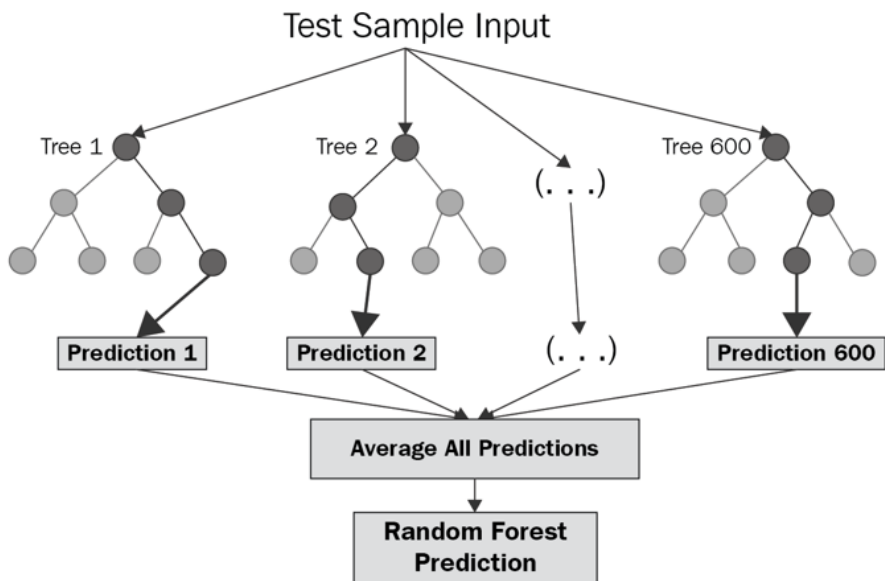 Test Sample Input
Tree 1
Tree 2
Tree 600
(. . .)
Prediction 1
Prediction 2
(. . .)
Prediction 600
Average All Predictions
Random Forest
Prediction